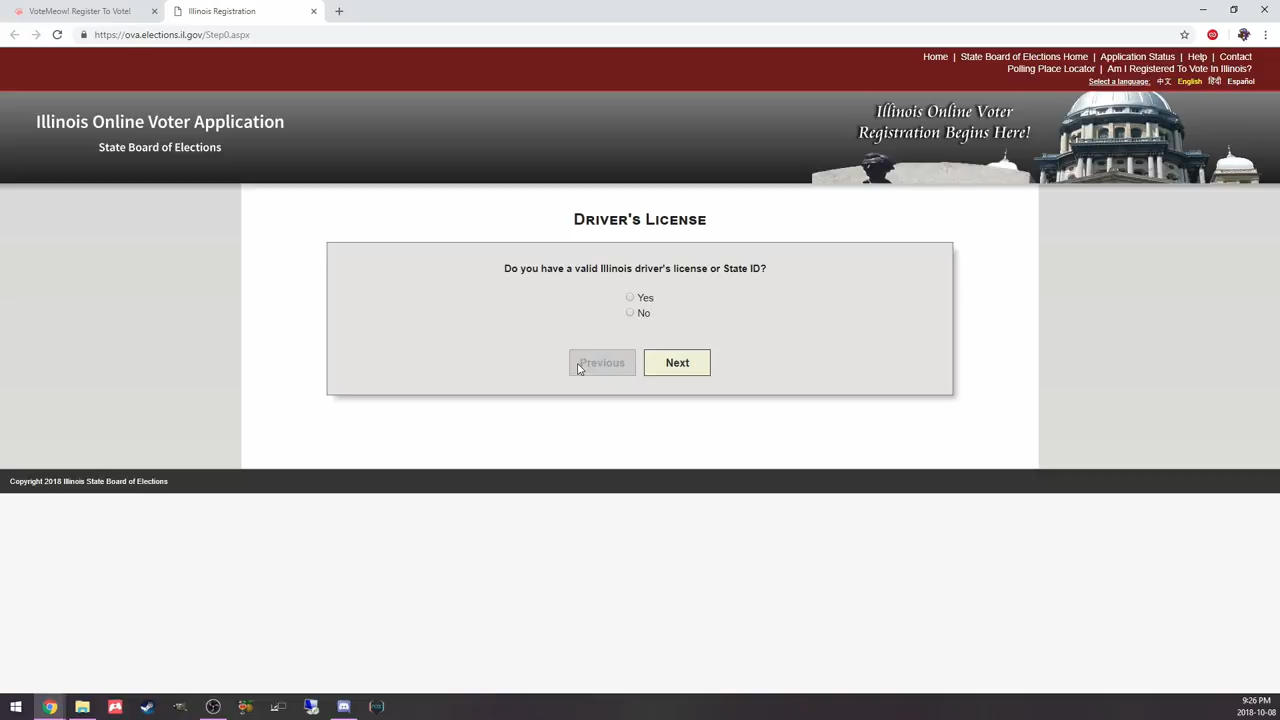 VoteMeow! Register To Vote!
Illinois Registration
https://ova.elections.il.gov/Step0.aspx
Home | State Board of Elections Home | Application Status | Help | Contact
Polling Place Locator | Am I Registered To Vote In Illinois?
Select a language: 中文 English हिंदी Español
Illinois Online Voter Application
State Board of Elections
Illinois Online Voter
Registration Begins Here!
Driver's License
Do you have a valid Illinois driver's license or State ID?
Yes
No
Previous Next
Copyright 2018 Illinois State Board of Elections
9:26 PM
2018-10-08